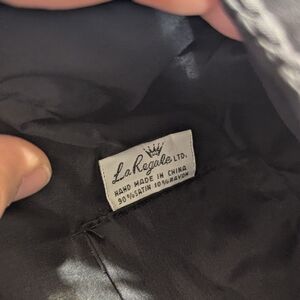 La Regale LTD.
HAND MADE IN CHINA
90% SATIN 10% RAYON